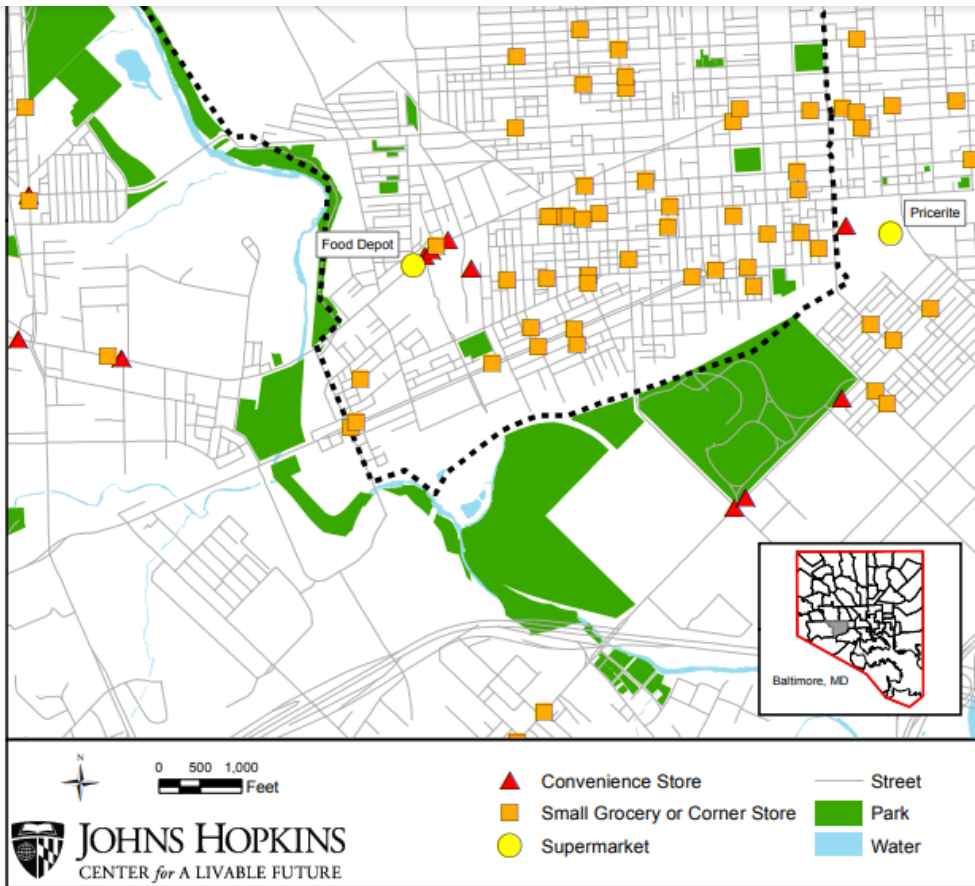 Pricerite
Food Depot
Baltimore, MD
N
0 500 1,000
Feet
JOHNS HOPKINS
CENTER for A LIVABLE FUTURE
Convenience Store
Small Grocery or Corner Store
Supermarket
Street
Park
Water